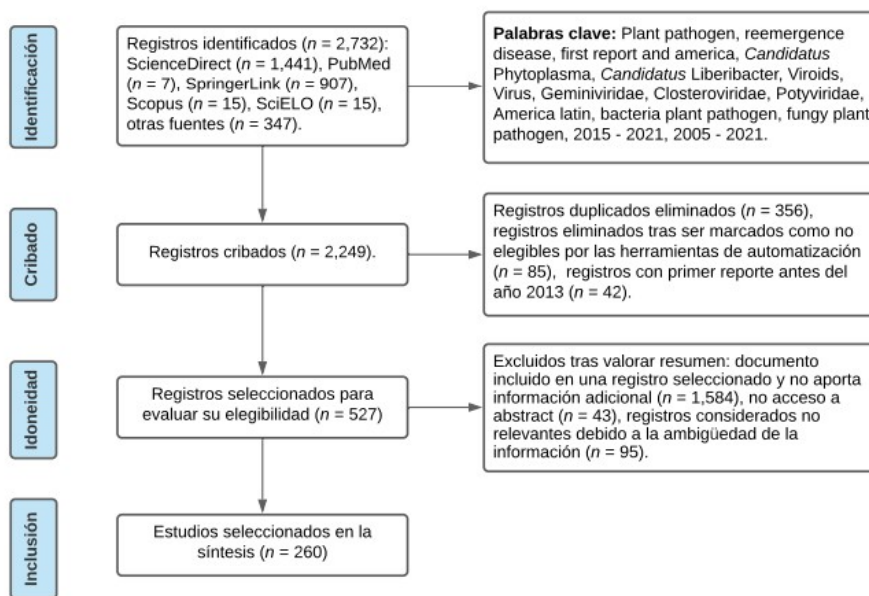 Identificación
Registros identificados (n = 2,732):
ScienceDirect (n = 1,441), PubMed
(n = 7), SpringerLink (n = 907),
Scopus (n = 15), SciELO (n = 15),
otras fuentes (n = 347).
Palabras clave: Plant pathogen, reemergence
disease, first report and america, Candidatus
Phytoplasma, Candidatus Liberibacter, Viroids,
Virus, Geminiviridae, Closteroviridae, Potyviridae,
America latin, bacteria plant pathogen, fungy plant
pathogen, 2015 - 2021, 2005 - 2021.
Cribado
Registros cribados (n = 2,249).
Registros duplicados eliminados (n = 356),
registros eliminados tras ser marcados como no
elegibles por las herramientas de automatización
(n = 85), registros con primer reporte antes del
año 2013 (n = 42).
Idoneidad
Registros seleccionados para
evaluar su elegibilidad (n = 527)
Excluidos tras valorar resumen: documento
incluido en una registro seleccionado y no aporta
información adicional (n = 1,584), no acceso a
abstract (n = 43), registros considerados no
relevantes debido a la ambigüedad de la
información (n = 95).
Inclusión
Estudios seleccionados en la
síntesis (n = 260)